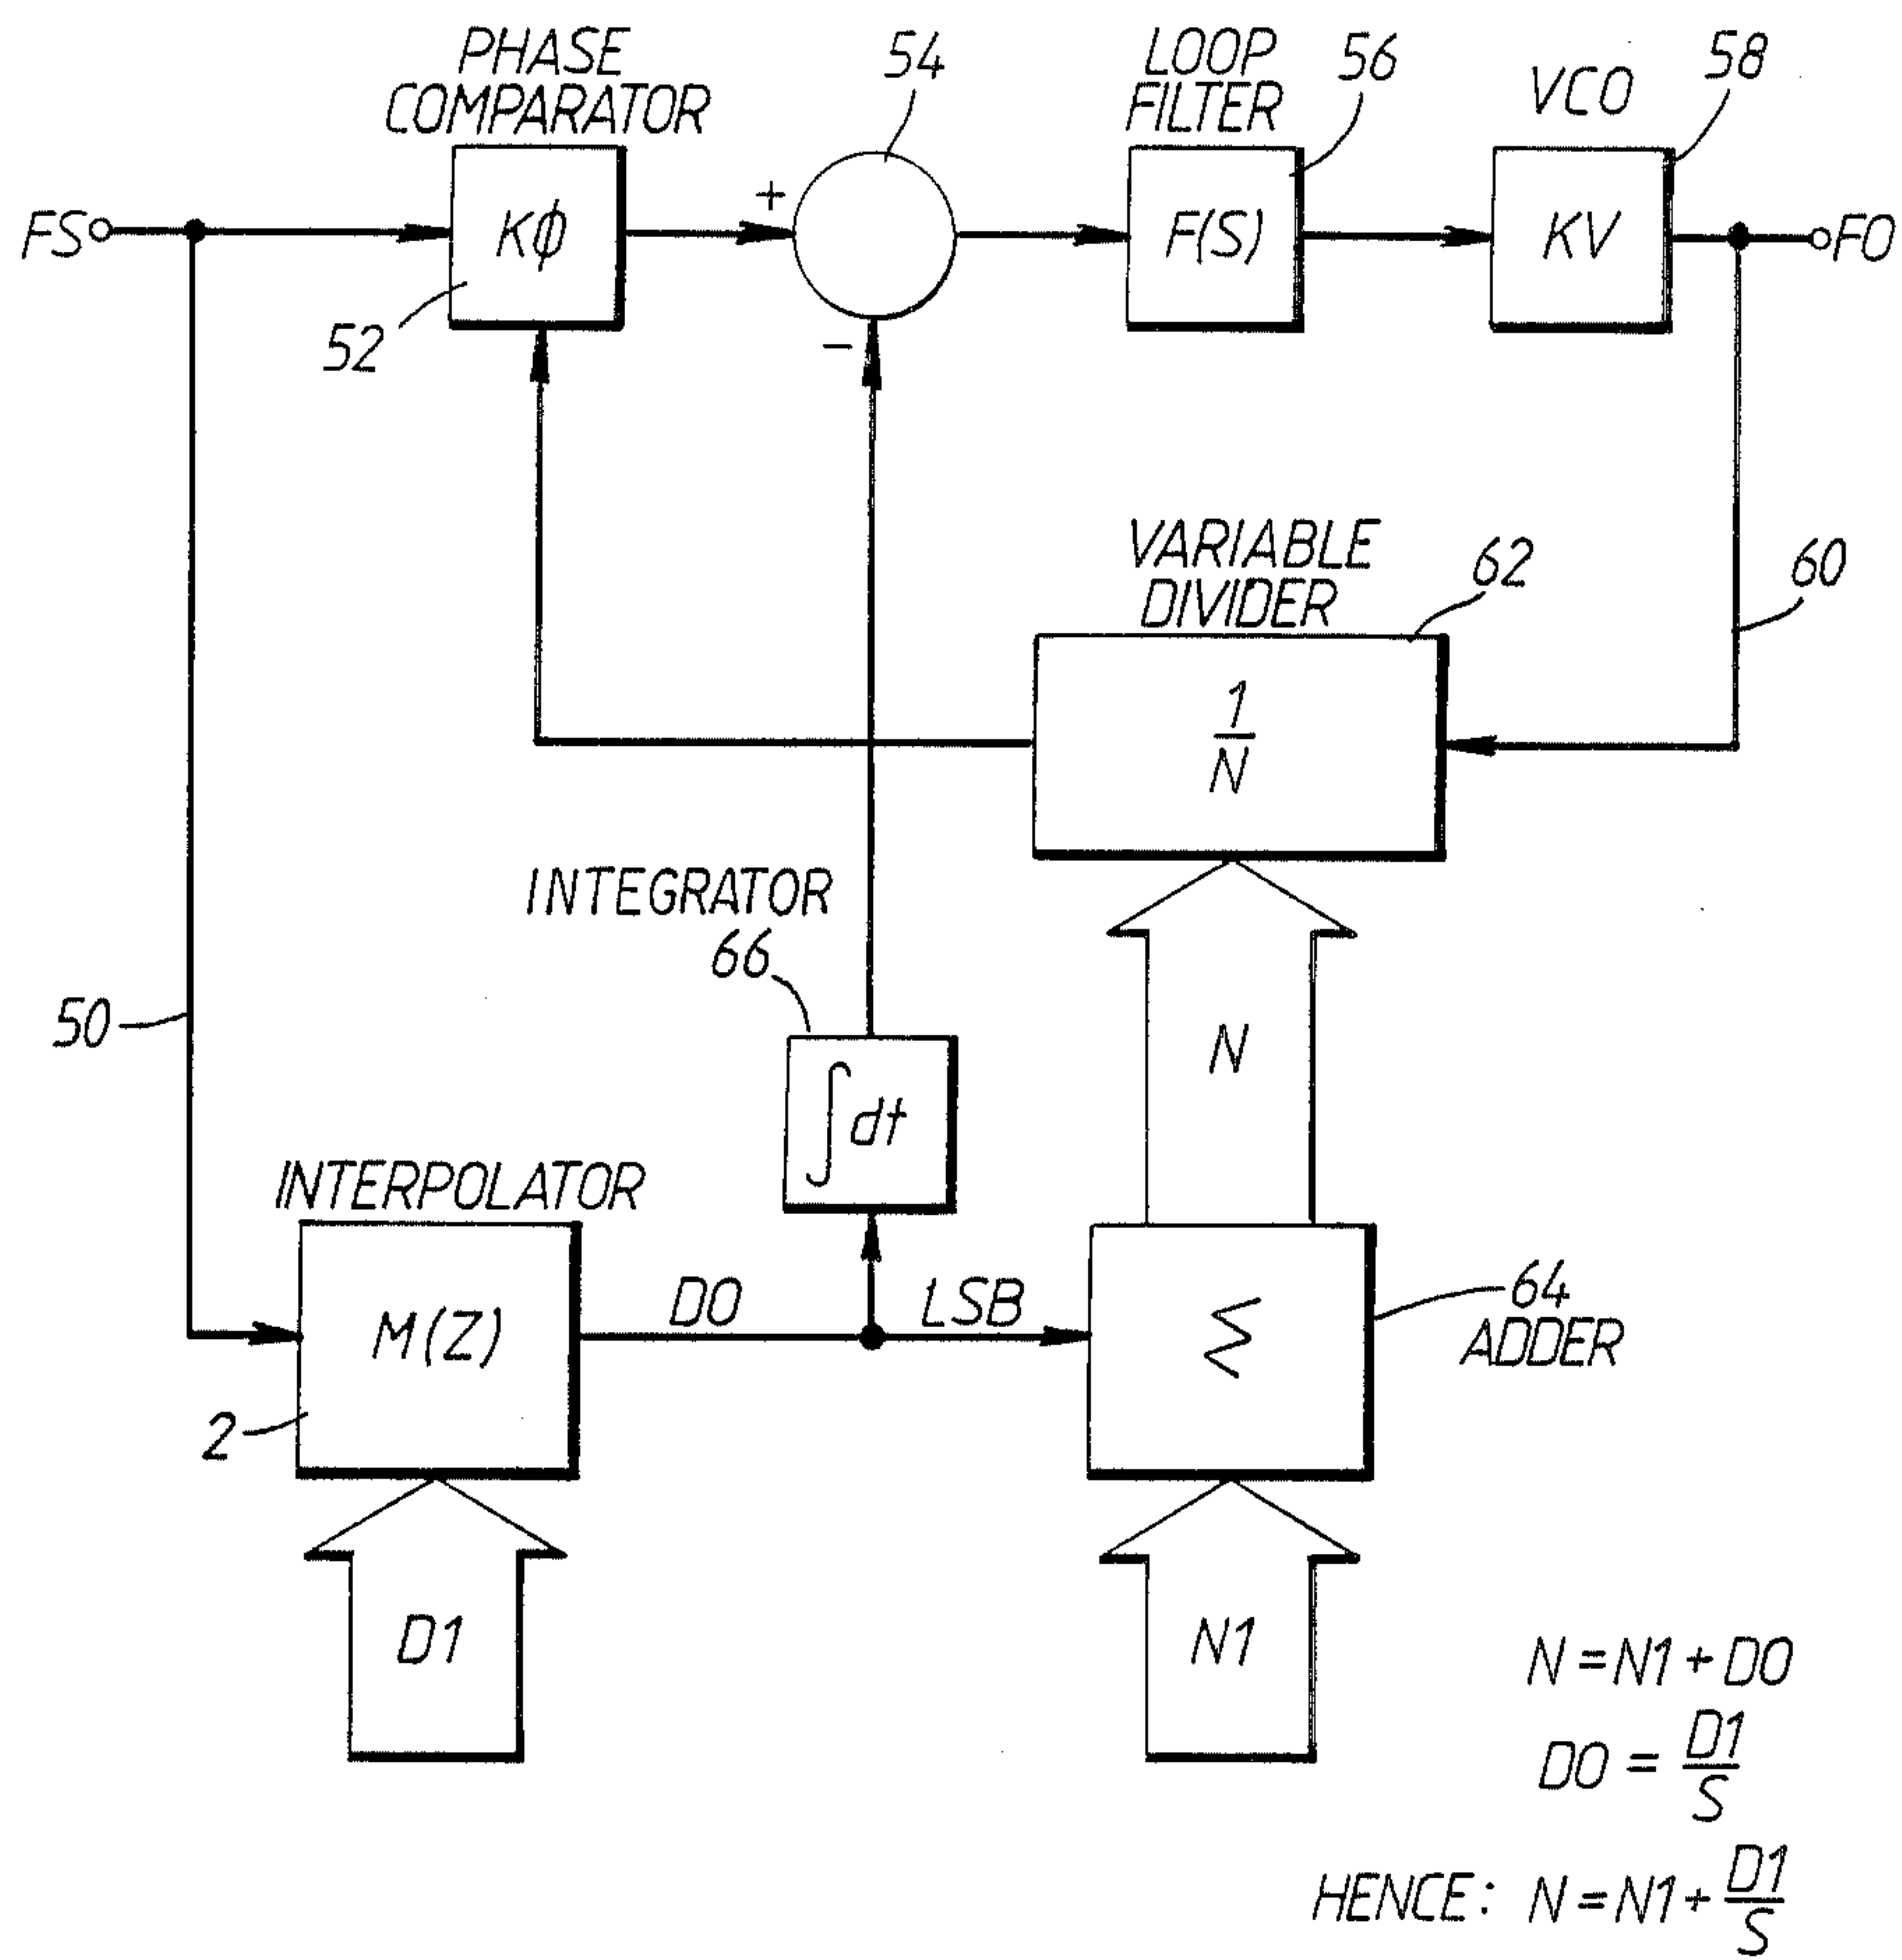 PHASE
COMPARATOR
54
LOOP
FILTER
56
VCO
58
FS
KΦ
+
F(S)
KV
FO
52
-
VARIABLE
DIVIDER
62
60
1
N
INTEGRATOR
66
50
N
∫dt
INTERPOLATOR
M(Z)
DO
LSB
Σ
64
ADDER
2
D1
N1
N = N1 + DO
DO = D1/S
HENCE: N = N1 + D1/S